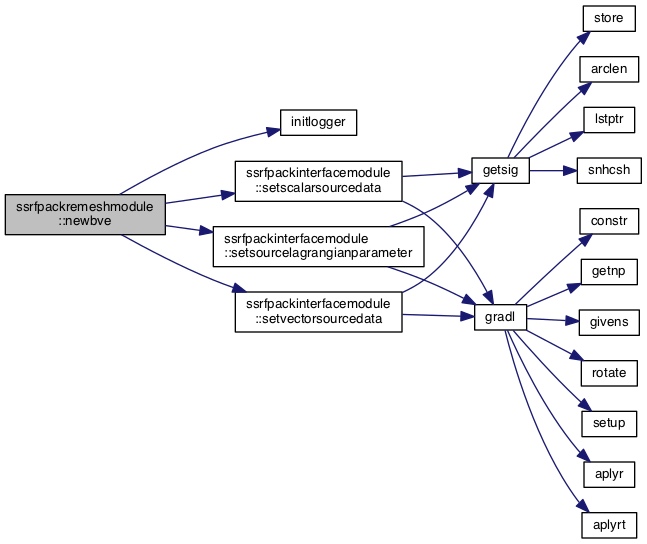 ssrfpackremeshmodule
::newbve
initlogger
ssrfpackinterfacemodule
::setscalarsourcedata
ssrfpackinterfacemodule
::setsourcelagrangianparameter
ssrfpackinterfacemodule
::setvectorsourcedata
getsig
gradl
store
arclen
lstptr
snhcsh
constr
getnp
givens
rotate
setup
aplyr
aplyrt